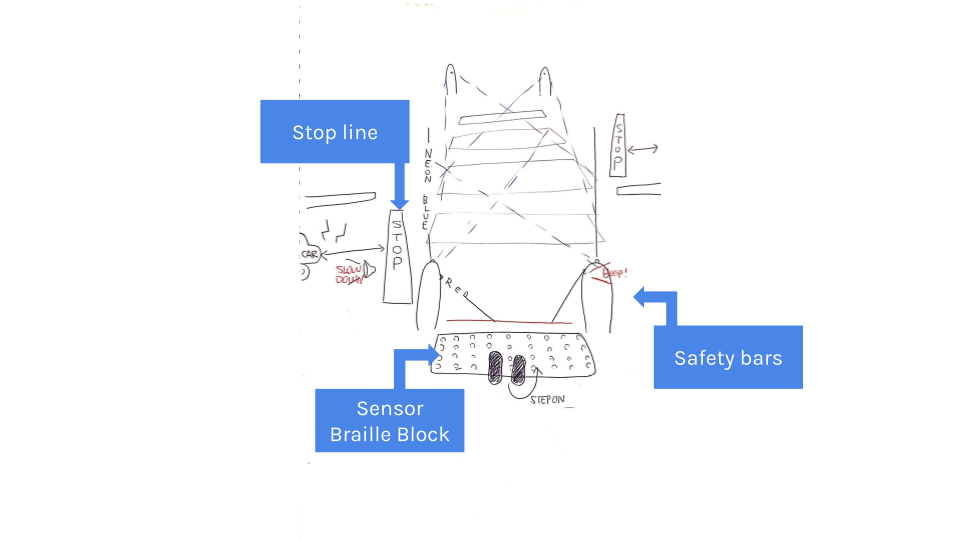 Stop line
STOP
NEON BLUE
STOP
CAR
SLOW
DOWN
RED
BEEP!
Safety bars
Sensor
Braille Block
STEP ON